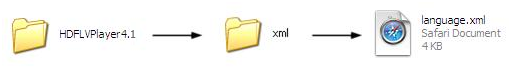 HDFLVPlayer4.1
xml
language.xml
Safari Document
4 KB